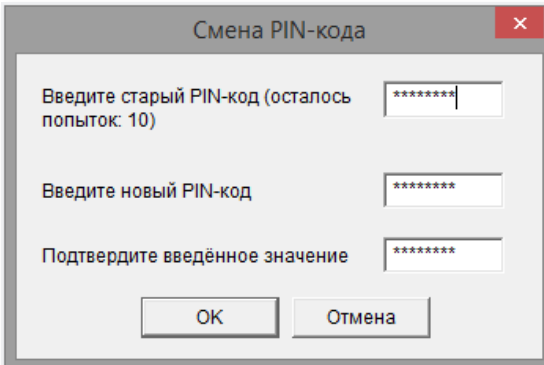 Смена PIN-кода
Введите старый PIN-код (осталось
попыток: 10)
********
Введите новый PIN-код
********
Подтвердите введённое значение
********
OK
Отмена